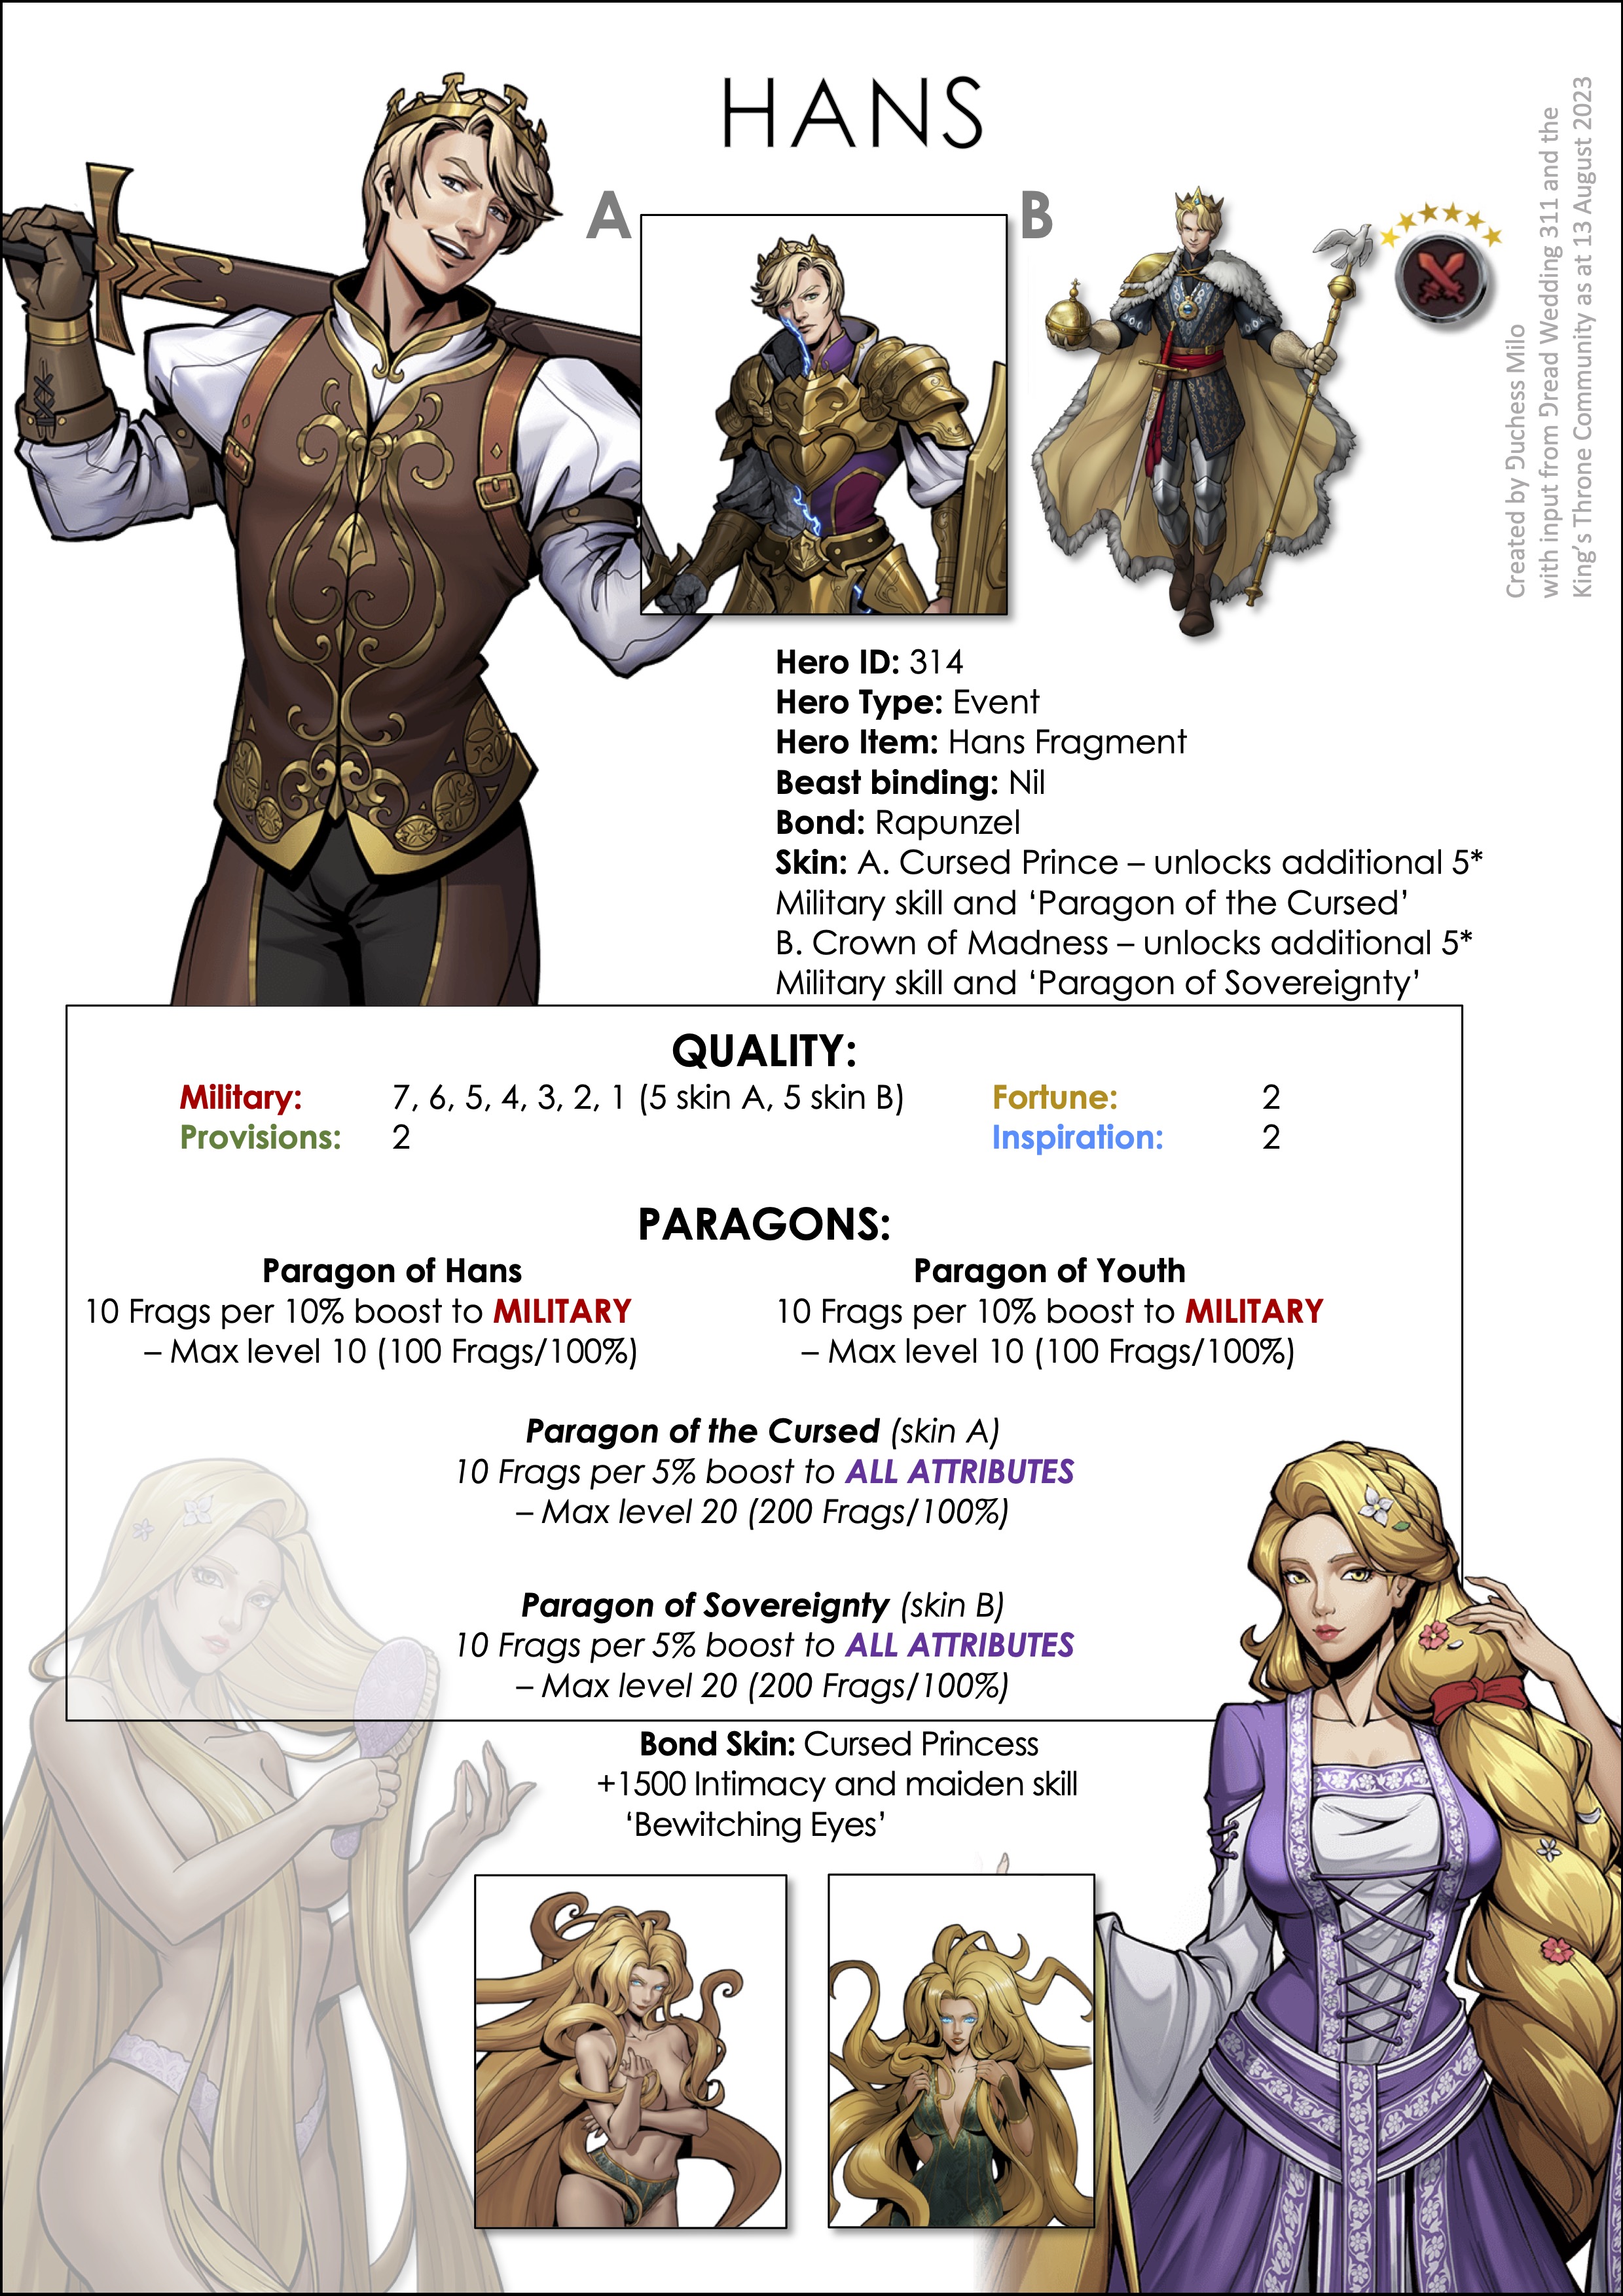 HANS
A
B
Created by Duchess Milo
with input from Dread Wedding 311 and the
King's Throne Community as at 13 August 2023
Hero ID: 314
Hero Type: Event
Hero Item: Hans Fragment
Beast binding: Nil
Bond: Rapunzel
Skin: A. Cursed Prince – unlocks additional 5*
Military skill and ‘Paragon of the Cursed’
B. Crown of Madness – unlocks additional 5*
Military skill and ‘Paragon of Sovereignty’
QUALITY:
Military: 7, 6, 5, 4, 3, 2, 1 (5 skin A, 5 skin B) Fortune: 2
Provisions: 2 Inspiration: 2
PARAGONS:
Paragon of Hans
10 Frags per 10% boost to MILITARY
– Max level 10 (100 Frags/100%)
Paragon of Youth
10 Frags per 10% boost to MILITARY
– Max level 10 (100 Frags/100%)
Paragon of the Cursed (skin A)
10 Frags per 5% boost to ALL ATTRIBUTES
– Max level 20 (200 Frags/100%)
Paragon of Sovereignty (skin B)
10 Frags per 5% boost to ALL ATTRIBUTES
– Max level 20 (200 Frags/100%)
Bond Skin: Cursed Princess
+1500 Intimacy and maiden skill
‘Bewitching Eyes’